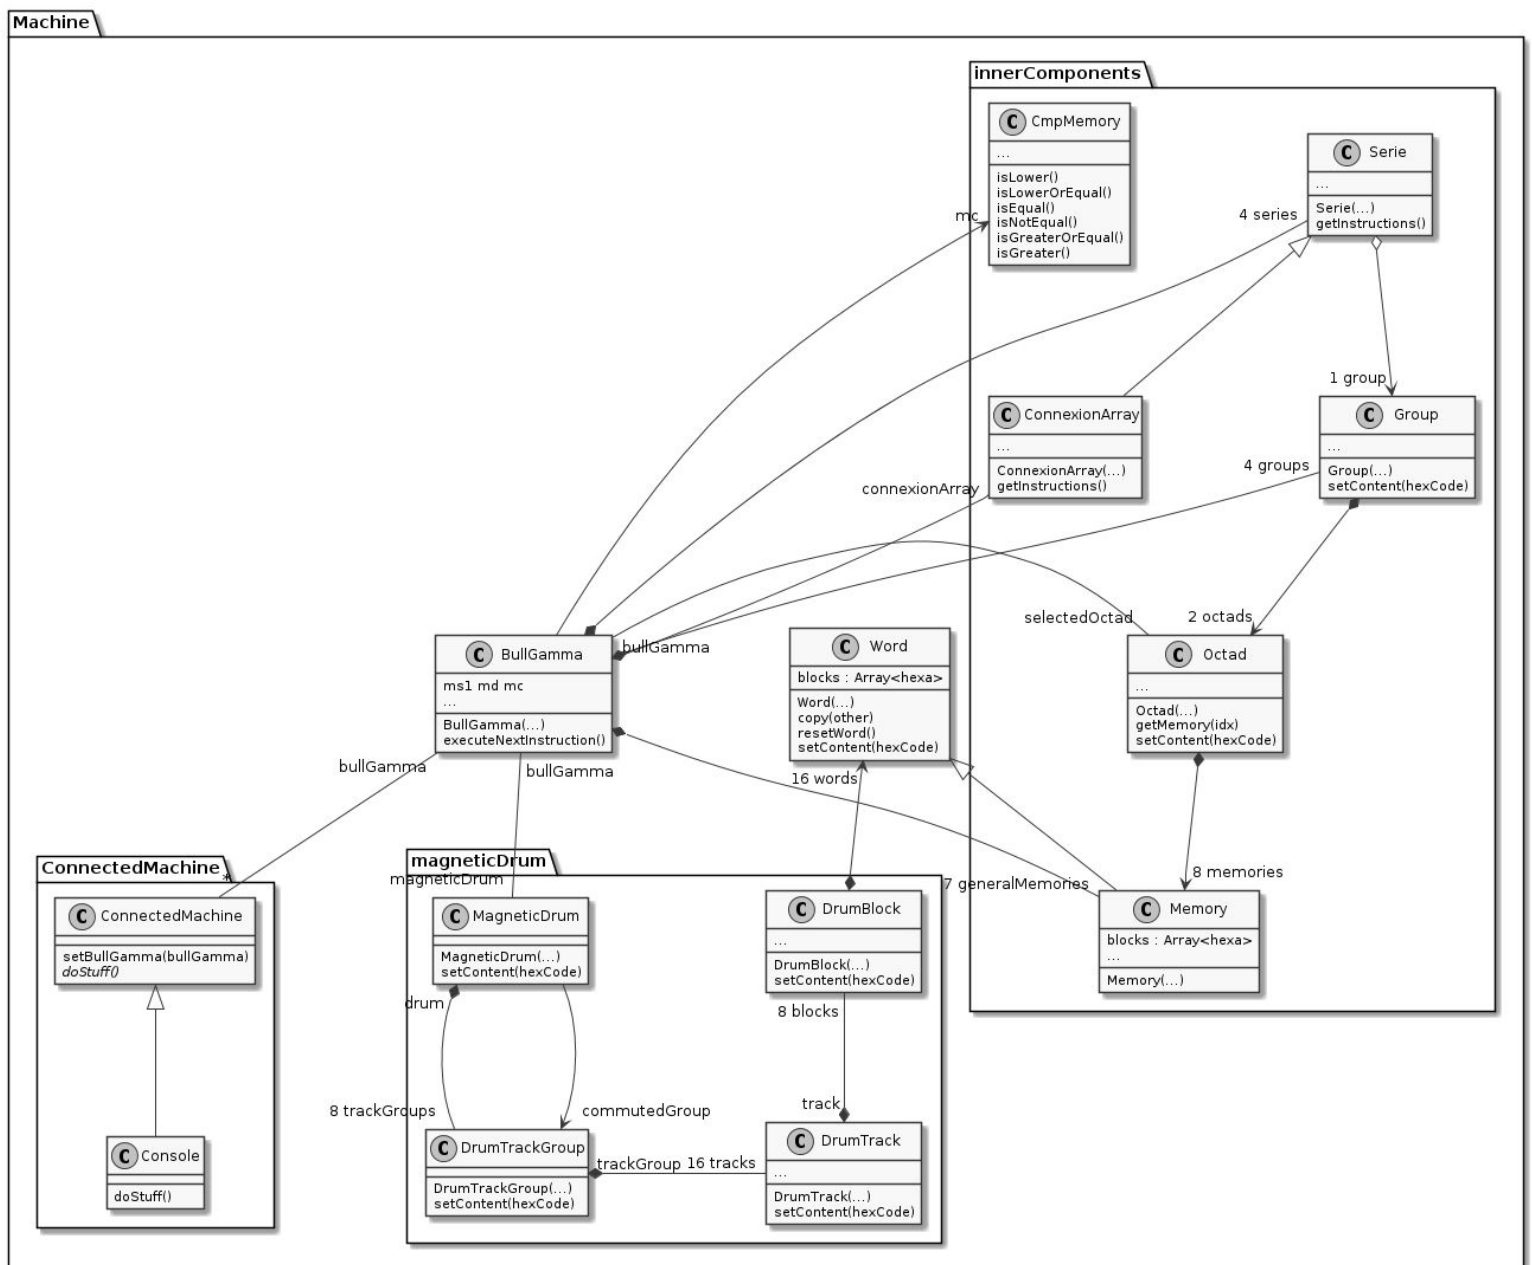 Machine
innerComponents
C CmpMemory
...
isLower()
isLowerOrEqual()
isEqual()
isNotEqual()
isGreaterOrEqual()
isGreater()
mc
C Serie
...
Serie(...)
getInstructions()
4 series
1 group
C ConnexionArray
...
ConnexionArray(...)
getInstructions()
connexionArray
C Group
...
Group(...)
setContent(hexCode)
4 groups
selectedOctad
2 octads
C BullGamma
ms1 md mc
...
BullGamma(...)
executeNextInstruction()
bullGamma
C Word
blocks : Array<hexa>
Word(...)
copy(other)
resetWord()
setContent(hexCode)
C Octad
...
Octad(...)
getMemory(idx)
setContent(hexCode)
bullGamma
bullGamma
16 words
ConnectedMachine
*
C ConnectedMachine
setBullGamma(bullGamma)
doStuff()
C Console
doStuff()
magneticDrum
magneticDrum
C MagneticDrum
MagneticDrum(...)
setContent(hexCode)
drum
8 trackGroups
commutedGroup
C DrumTrackGroup
DrumTrackGroup(...)
setContent(hexCode)
trackGroup
16 tracks
C DrumBlock
...
DrumBlock(...)
setContent(hexCode)
8 blocks
track
C DrumTrack
...
DrumTrack(...)
setContent(hexCode)
7 generalMemories
8 memories
C Memory
blocks : Array<hexa>
...
Memory(...)